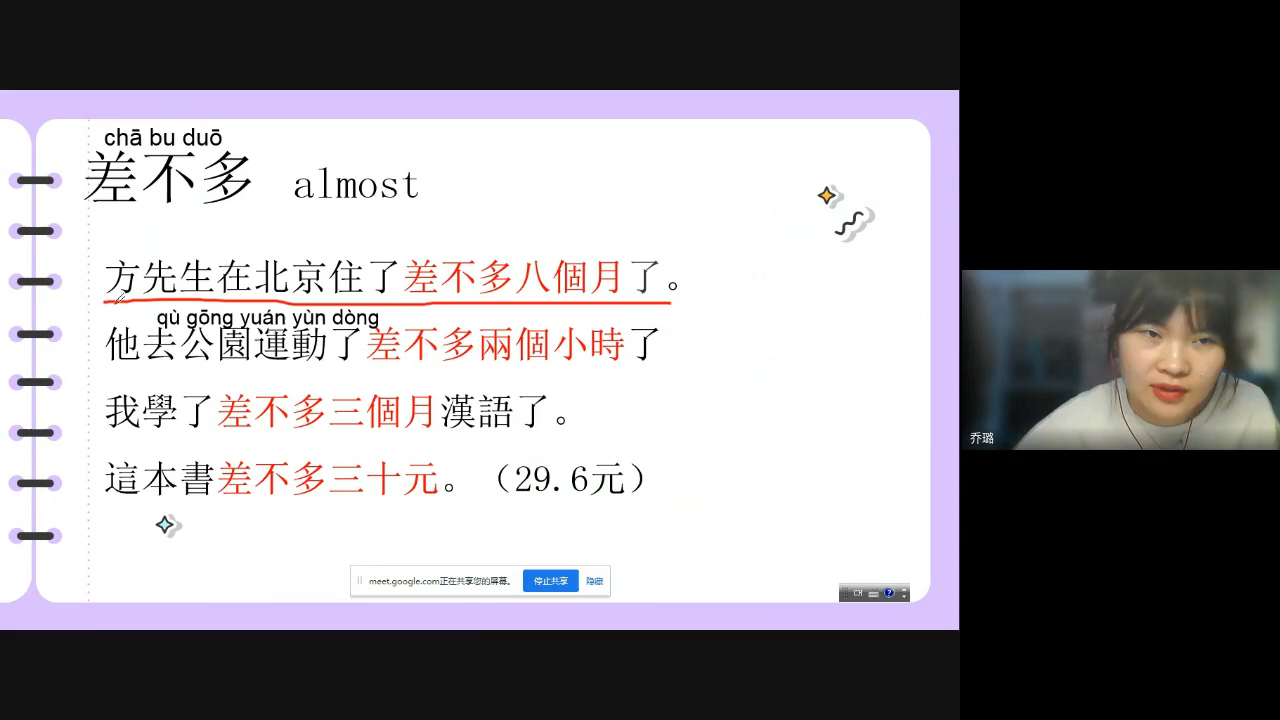 chā bu duō
差不多 almost
方先生在北京住了差不多八個月了。
qù gōng yuán yùn dòng
他去公園運動了差不多兩個小時了
我學了差不多三個月漢語了。
這本書差不多三十元。（29.6元）
meet.google.com正在共享您的屏幕。 停止共享 隐藏
CH
乔璐